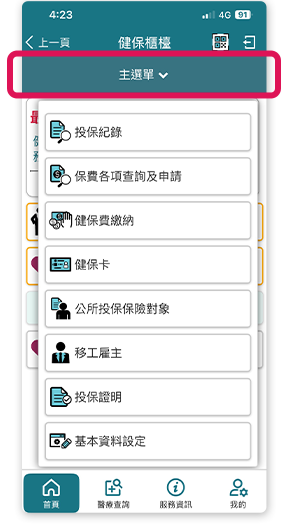 4:23
4G 91
上一頁
健保櫃檯
主選單
最
投保紀錄
保費各項查詢及申請
健保費繳納
健保卡
公所投保保險對象
移工雇主
投保證明
基本資料設定
首頁
醫療查詢
服務資訊
我的